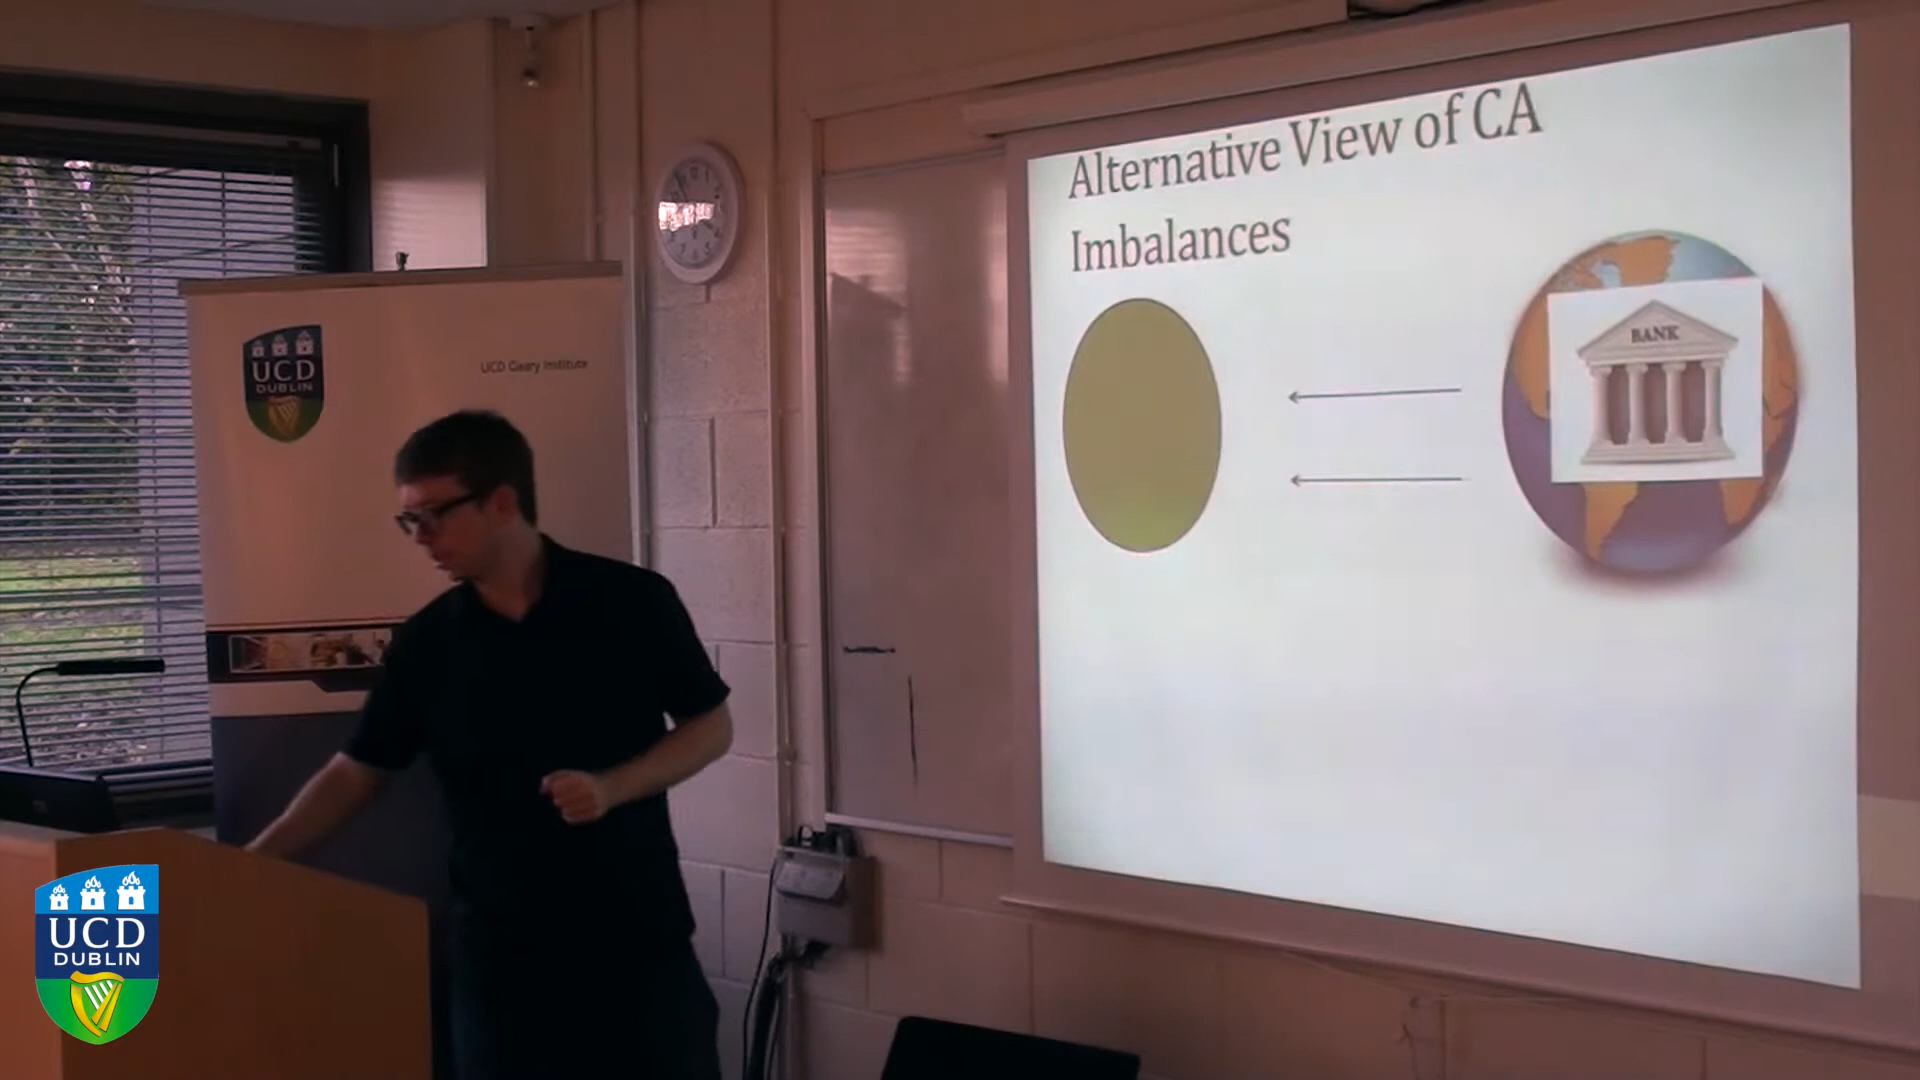 Alternative View of CA
Imbalances
BANK
UCD
DUBLIN
UCD Geary Institute
UCD
DUBLIN